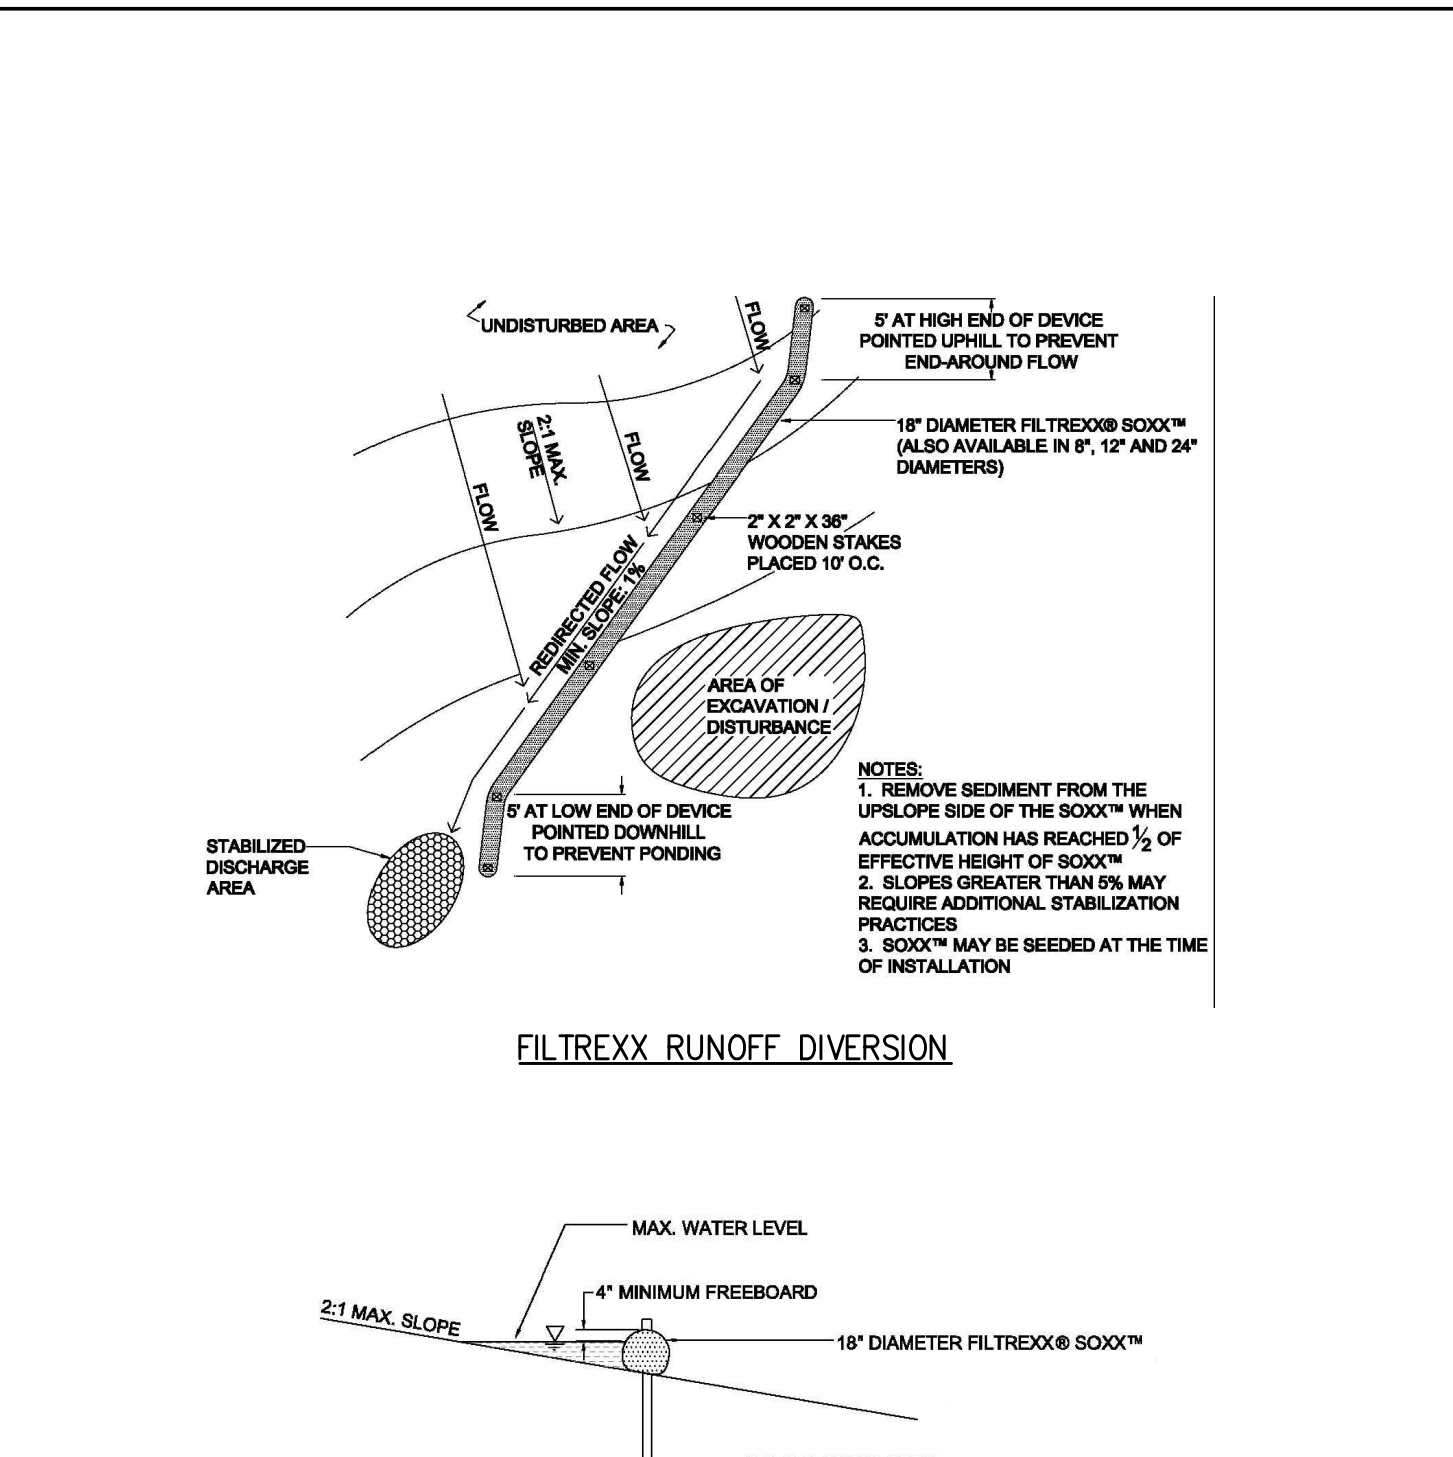 UNDISTURBED AREA
FLOW
5' AT HIGH END OF DEVICE
POINTED UPHILL TO PREVENT
END-AROUND FLOW
18" DIAMETER FILTREXX® SOXX™
(ALSO AVAILABLE IN 8", 12" AND 24"
DIAMETERS)
2:1 MAX.
SLOPE
FLOW
FLOW
2" X 2" X 36"
WOODEN STAKES
PLACED 10' O.C.
REDIRECTED FLOW
MIN. SLOPE: 1%
AREA OF
EXCAVATION /
DISTURBANCE
5' AT LOW END OF DEVICE
POINTED DOWNHILL
TO PREVENT PONDING
STABILIZED
DISCHARGE
AREA
NOTES:
1. REMOVE SEDIMENT FROM THE
UPSLOPE SIDE OF THE SOXX™ WHEN
ACCUMULATION HAS REACHED 1/2 OF
EFFECTIVE HEIGHT OF SOXX™
2. SLOPES GREATER THAN 5% MAY
REQUIRE ADDITIONAL STABILIZATION
PRACTICES
3. SOXX™ MAY BE SEEDED AT THE TIME
OF INSTALLATION
FILTREXX RUNOFF DIVERSION
MAX. WATER LEVEL
4" MINIMUM FREEBOARD
2:1 MAX. SLOPE
18" DIAMETER FILTREXX® SOXX™